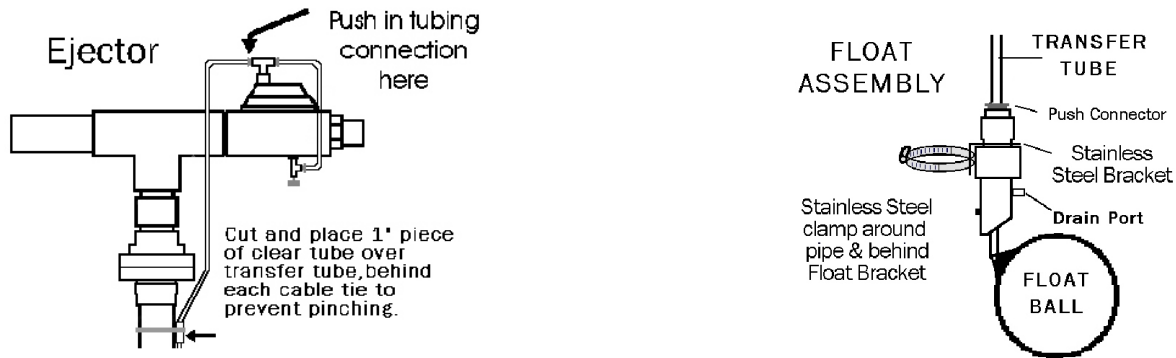 Ejector
Push in tubing
connection
here
Cut and place 1" piece
of clear tube over
transfer tube,behind
each cable tie to
prevent pinching.
FLOAT
ASSEMBLY
TRANSFER
TUBE
Push Connector
Stainless
Steel Bracket
Drain Port
Stainless Steel
clamp around
pipe & behind
Float Bracket
FLOAT
BALL